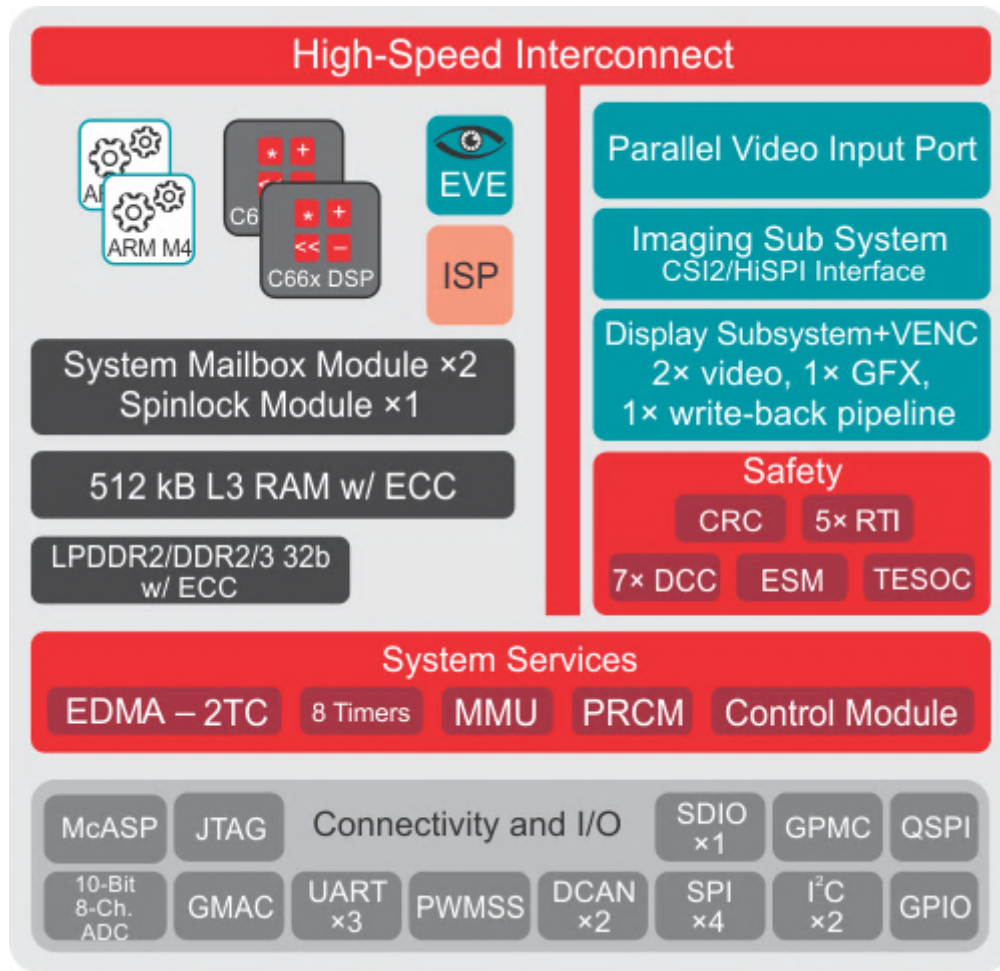 High-Speed Interconnect
ARM M4
C66x DSP
EVE
ISP
System Mailbox Module ×2
Spinlock Module ×1
512 kB L3 RAM w/ ECC
LPDDR2/DDR2/3 32b
w/ ECC
Parallel Video Input Port
Imaging Sub System
CSI2/HiSPI Interface
Display Subsystem+VENC
2× video, 1× GFX,
1× write-back pipeline
Safety
CRC
5× RTI
7× DCC
ESM
TESOC
System Services
EDMA – 2TC
8 Timers
MMU
PRCM
Control Module
Connectivity and I/O
McASP
JTAG
SDIO
×1
GPMC
QSPI
10-Bit
8-Ch.
ADC
GMAC
UART
×3
PWMSS
DCAN
×2
SPI
×4
I²C
×2
GPIO